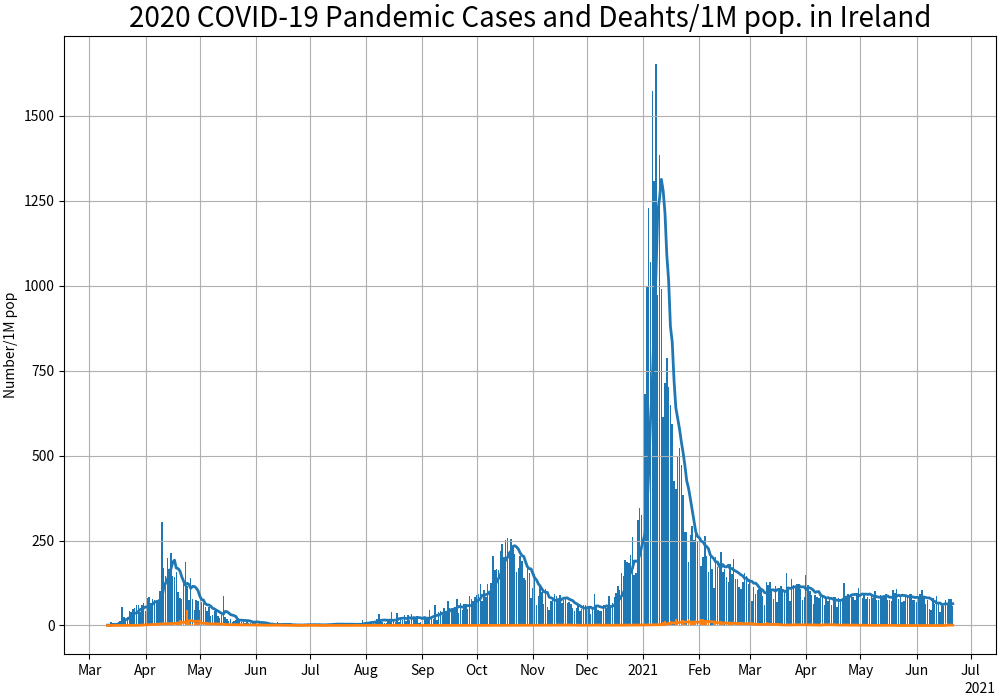 2020 COVID-19 Pandemic Cases and Deahts/1M pop. in Ireland
Number/1M pop
1500
1250
1000
750
500
250
0
Mar Apr May Jun Jul Aug Sep Oct Nov Dec 2021 Feb Mar Apr May Jun Jul
2021